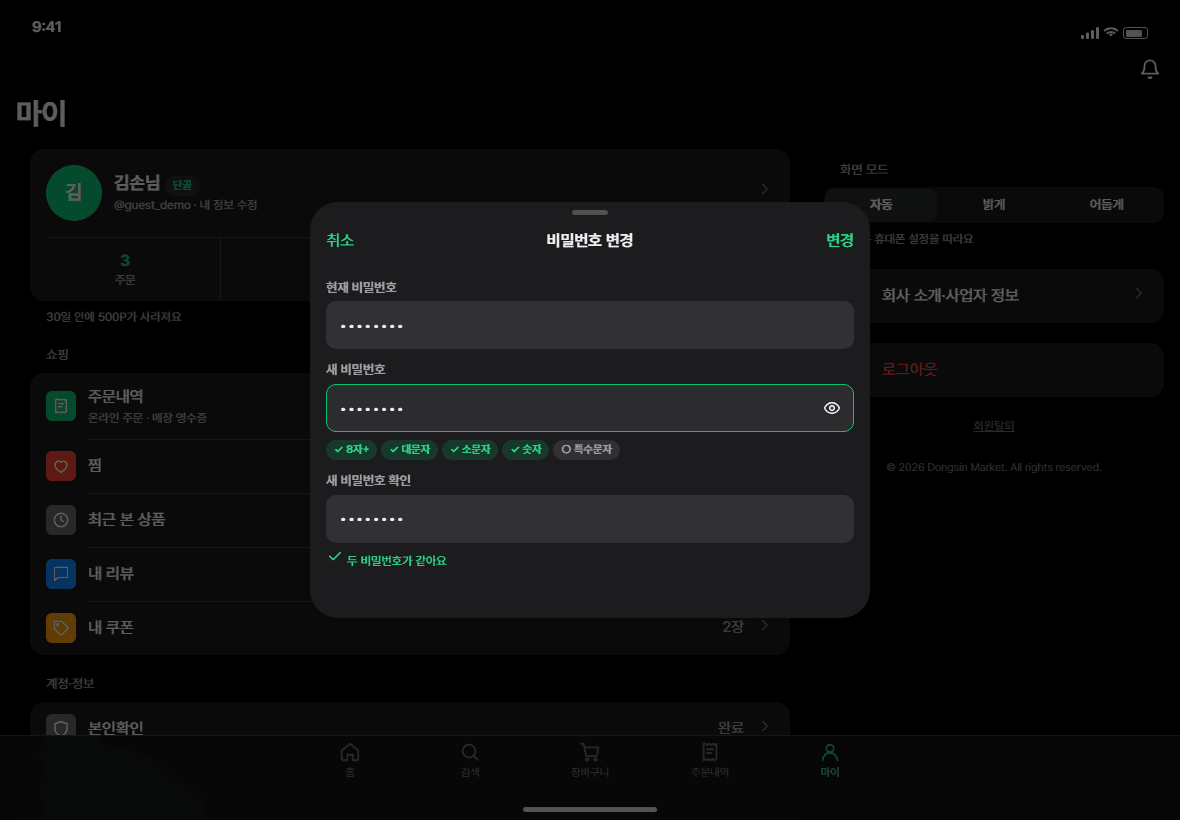 9:41
마이
김
김손님 단골
@guest_demo · 내 정보 수정
3
주문
30일 안에 500P가 사라져요
쇼핑
주문내역
온라인 주문 · 매장 영수증
찜
최근 본 상품
내 리뷰
내 쿠폰
2장
계정·정보
본인확인
완료
화면 모드
자동
밝게
어둡게
휴대폰 설정을 따라요
회사 소개·사업자 정보
로그아웃
회원탈퇴
© 2026 Dongsin Market. All rights reserved.
취소
비밀번호 변경
변경
현재 비밀번호
••••••••
새 비밀번호
••••••••
8자+ 대문자 소문자 숫자 특수문자
새 비밀번호 확인
••••••••
두 비밀번호가 같아요
홈
검색
장바구니
주문내역
마이